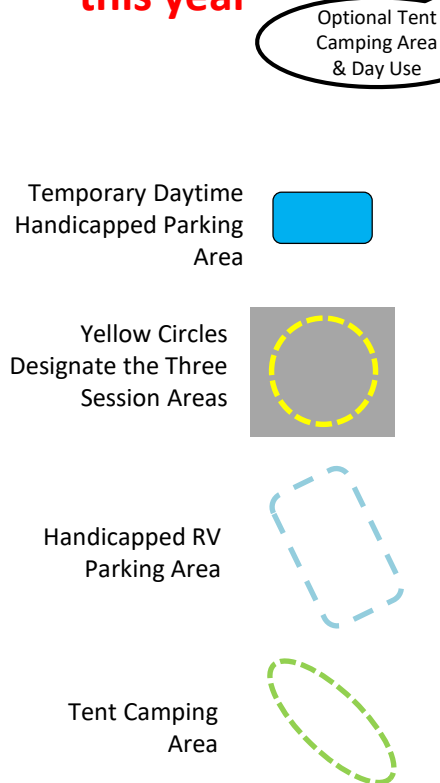 this year
Optional Tent
Camping Area
& Day Use
Temporary Daytime
Handicapped Parking
Area
Yellow Circles
Designate the Three
Session Areas
Handicapped RV
Parking Area
Tent Camping
Area